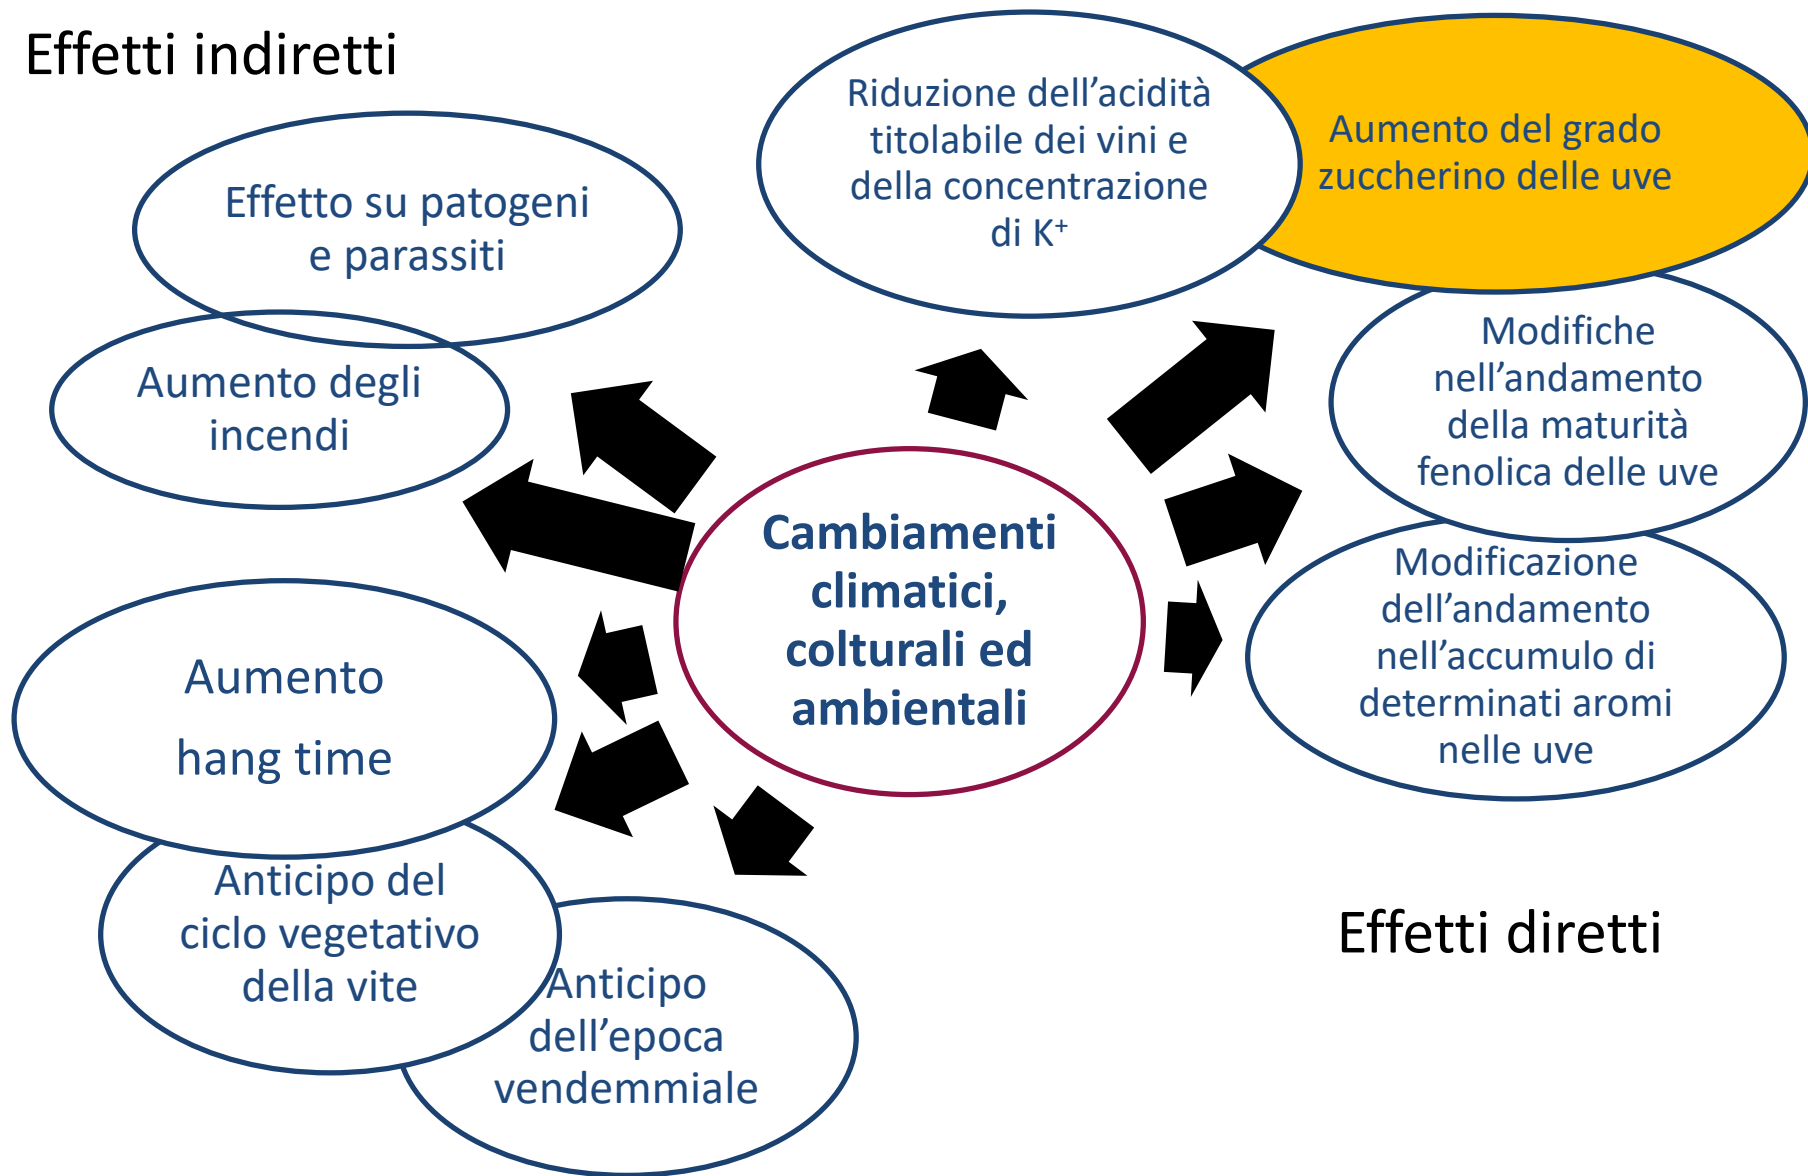 Effetti indiretti
Effetto su patogeni
e parassiti
Aumento degli
incendi
Aumento
hang time
Anticipo del
ciclo vegetativo
della vite
Anticipo
dell’epoca
vendemmiale
Cambiamenti
climatici,
colturali ed
ambientali
Riduzione dell’acidità
titolabile dei vini e
della concentrazione
di K⁺
Aumento del grado
zuccherino delle uve
Modifiche
nell’andamento
della maturità
fenolica delle uve
Modificazione
dell’andamento
nell’accumulo di
determinati aromi
nelle uve
Effetti diretti